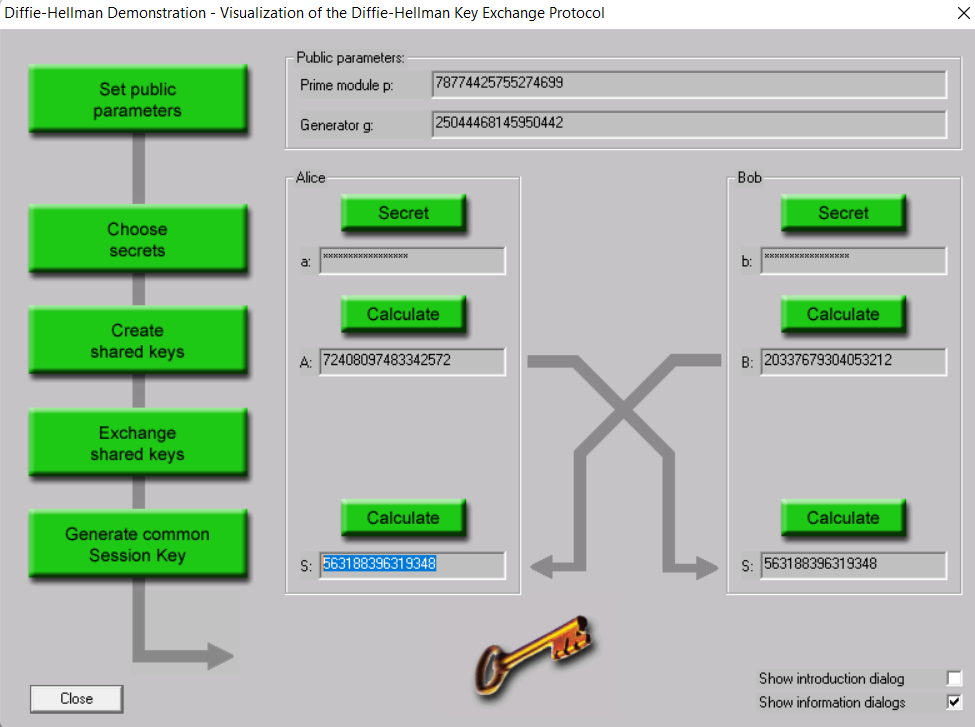 Diffie-Hellman Demonstration - Visualization of the Diffie-Hellman Key Exchange Protocol
Set public
parameters
Choose
secrets
Create
shared keys
Exchange
shared keys
Generate common
Session Key
Close
Public parameters:
Prime module p: 78774425755274699
Generator g: 25044468145950442
Alice
Secret
a: *****************
Calculate
A: 72408097483342572
Calculate
S: 563188396319348
Bob
Secret
b: *****************
Calculate
B: 20337679304053212
Calculate
S: 563188396319348
Show introduction dialog
Show information dialogs